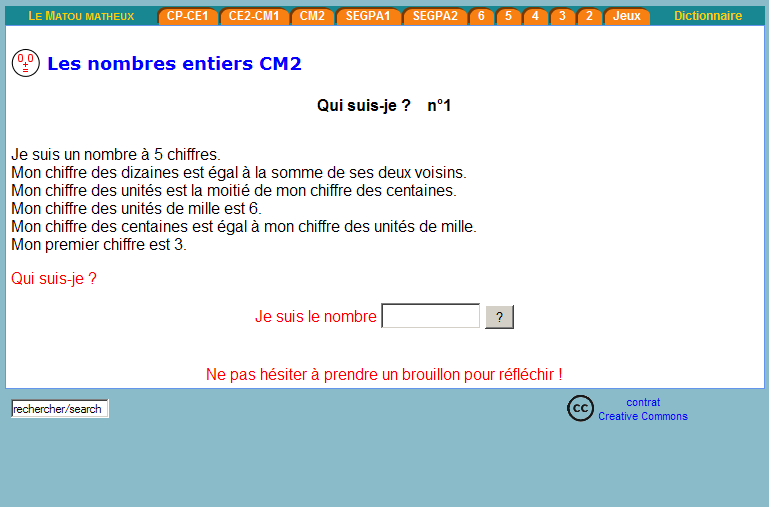 LE MATOU MATHEUX CP-CE1 CE2-CM1 CM2 SEGPA1 SEGPA2 6 5 4 3 2 Jeux Dictionnaire
0 0
+
=
Les nombres entiers CM2
Qui suis-je ? n°1
Je suis un nombre à 5 chiffres.
Mon chiffre des dizaines est égal à la somme de ses deux voisins.
Mon chiffre des unités est la moitié de mon chiffre des centaines.
Mon chiffre des unités de mille est 6.
Mon chiffre des centaines est égal à mon chiffre des unités de mille.
Mon premier chiffre est 3.
Qui suis-je ?
Je suis le nombre ?
Ne pas hésiter à prendre un brouillon pour réfléchir !
rechercher/search
cc
contrat
Creative Commons